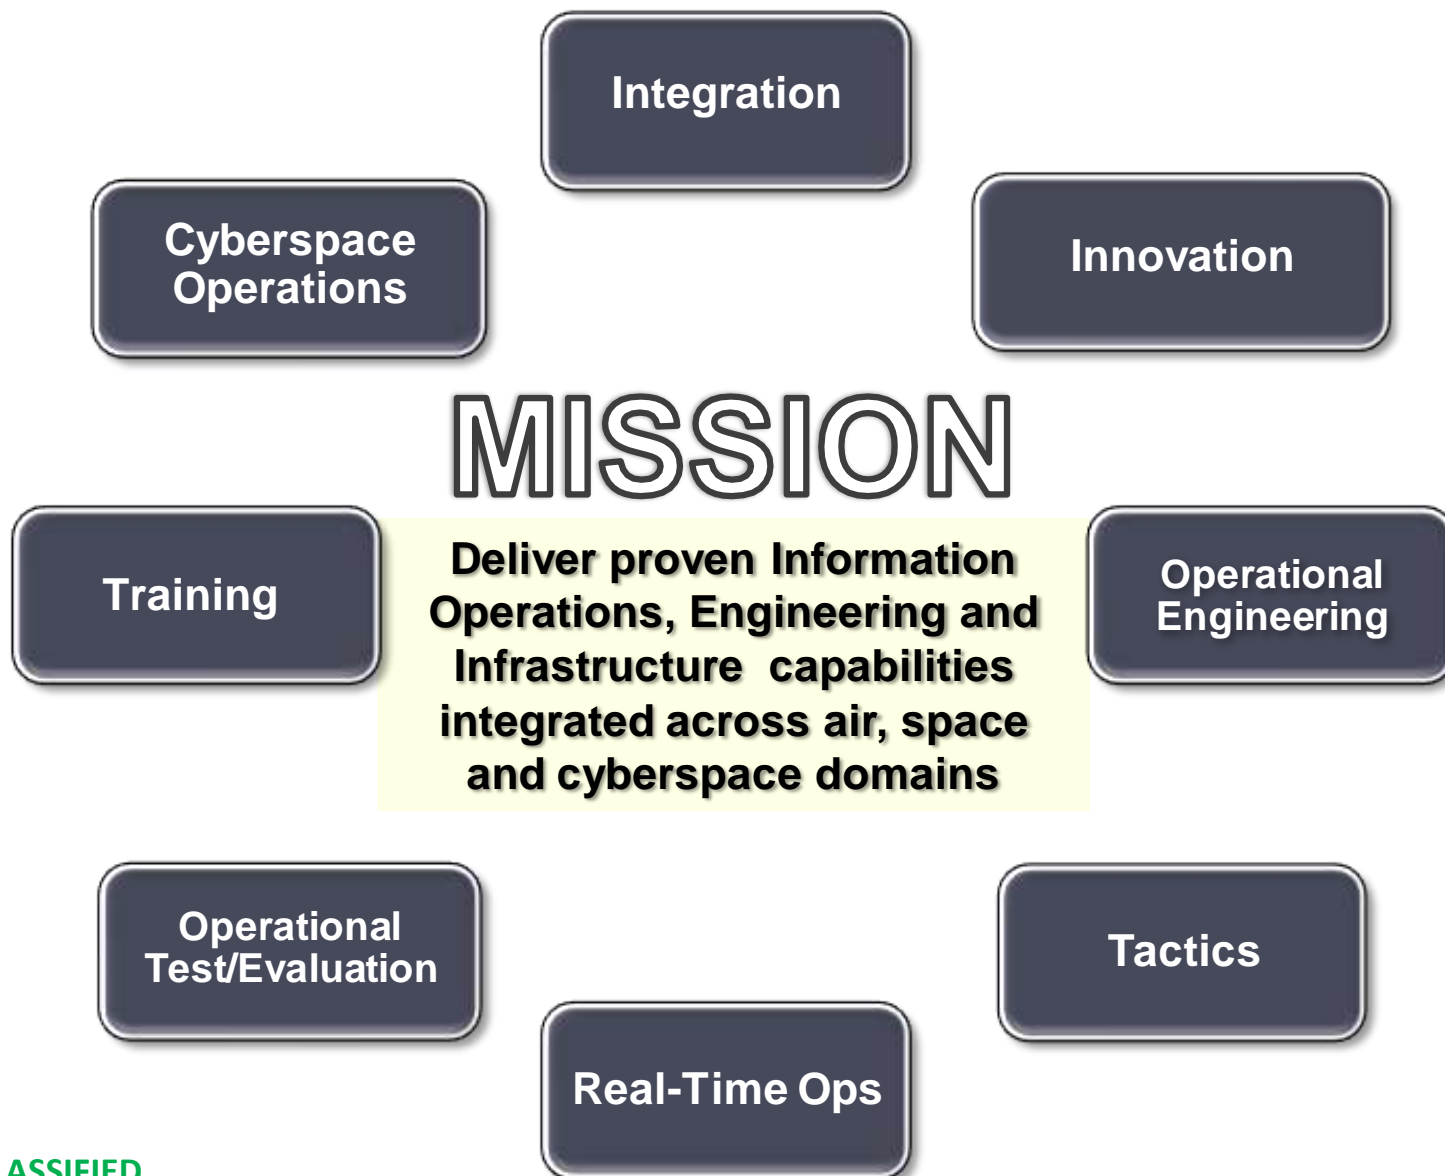 Integration
Cyberspace
Operations
Innovation
MISSION
Training
Deliver proven Information
Operations, Engineering and
Infrastructure capabilities
integrated across air, space
and cyberspace domains
Operational
Engineering
Operational
Test/Evaluation
Tactics
Real-Time Ops
ASSIFIED